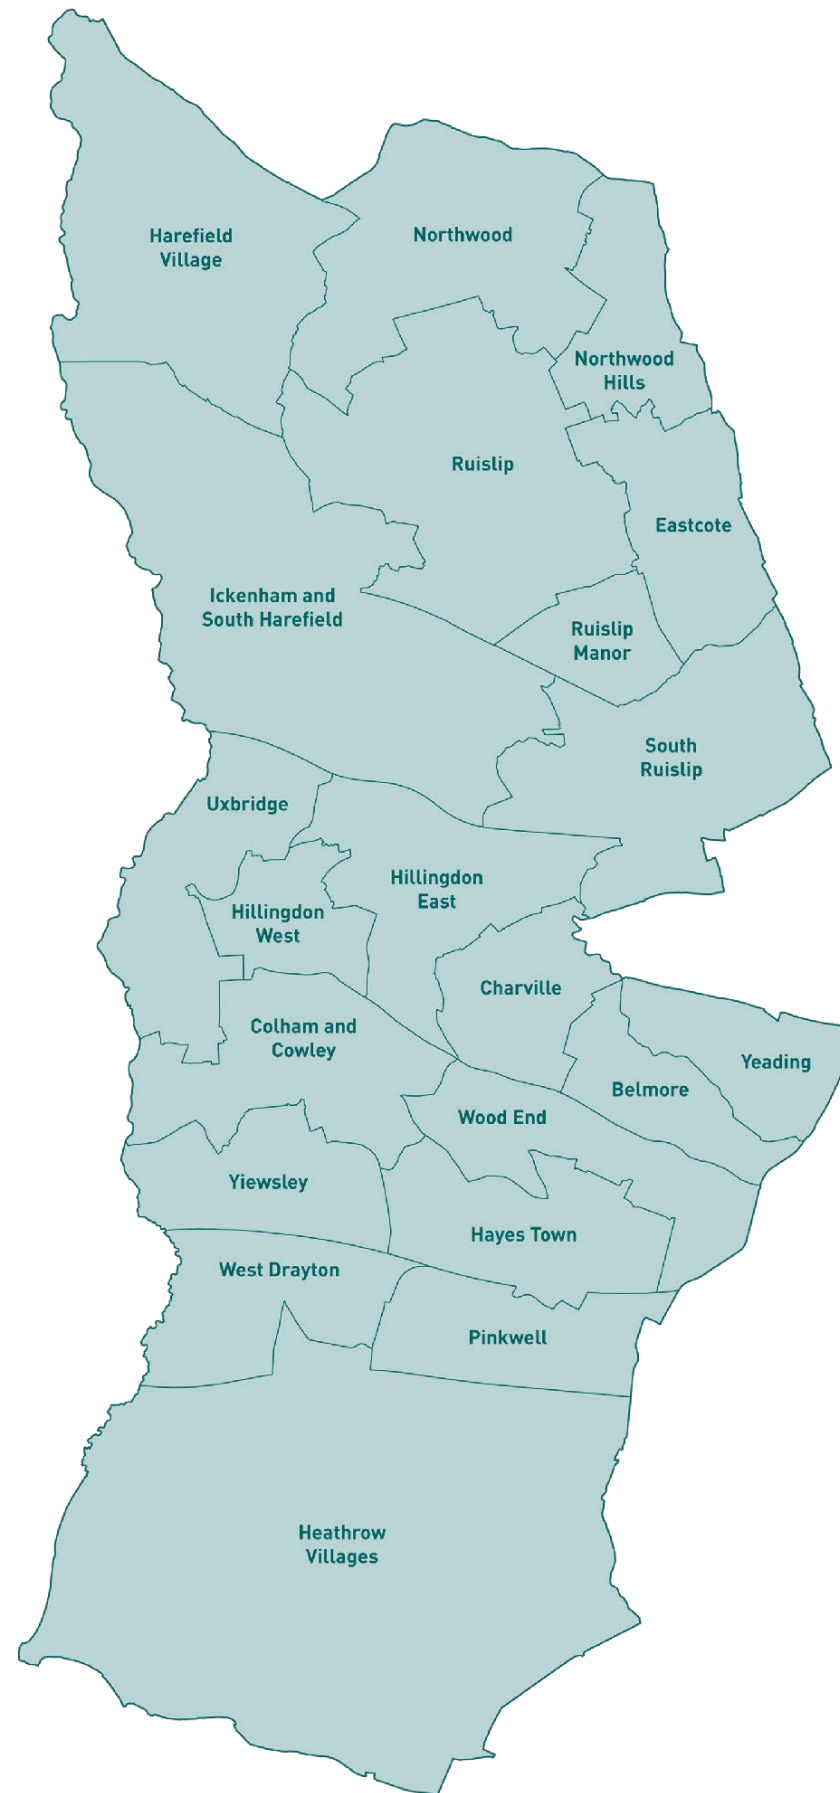 Harefield
Village
Northwood
Northwood
Hills
Ruislip
Eastcote
Ickenham and
South Harefield
Ruislip
Manor
South
Ruislip
Uxbridge
Hillingdon
East
Hillingdon
West
Charville
Colham and
Cowley
Yeading
Belmore
Wood End
Yiewsley
Hayes Town
West Drayton
Pinkwell
Heathrow
Villages